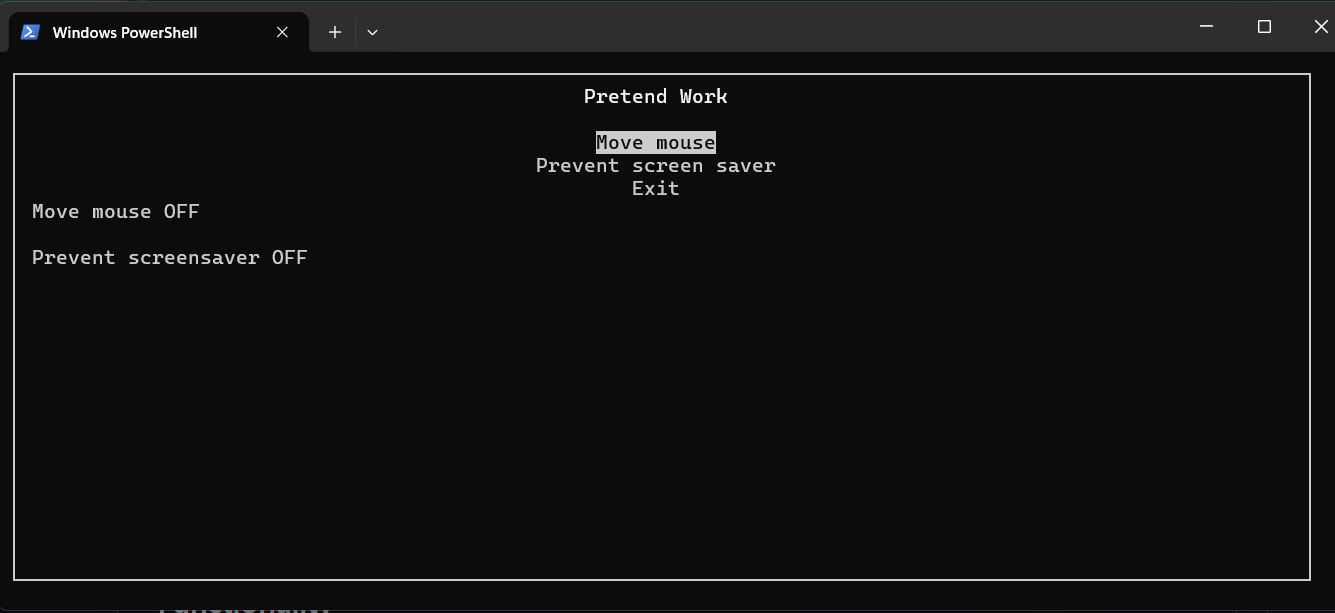 Windows PowerShell
Pretend Work
Move mouse
Prevent screen saver
Exit
Move mouse OFF
Prevent screensaver OFF